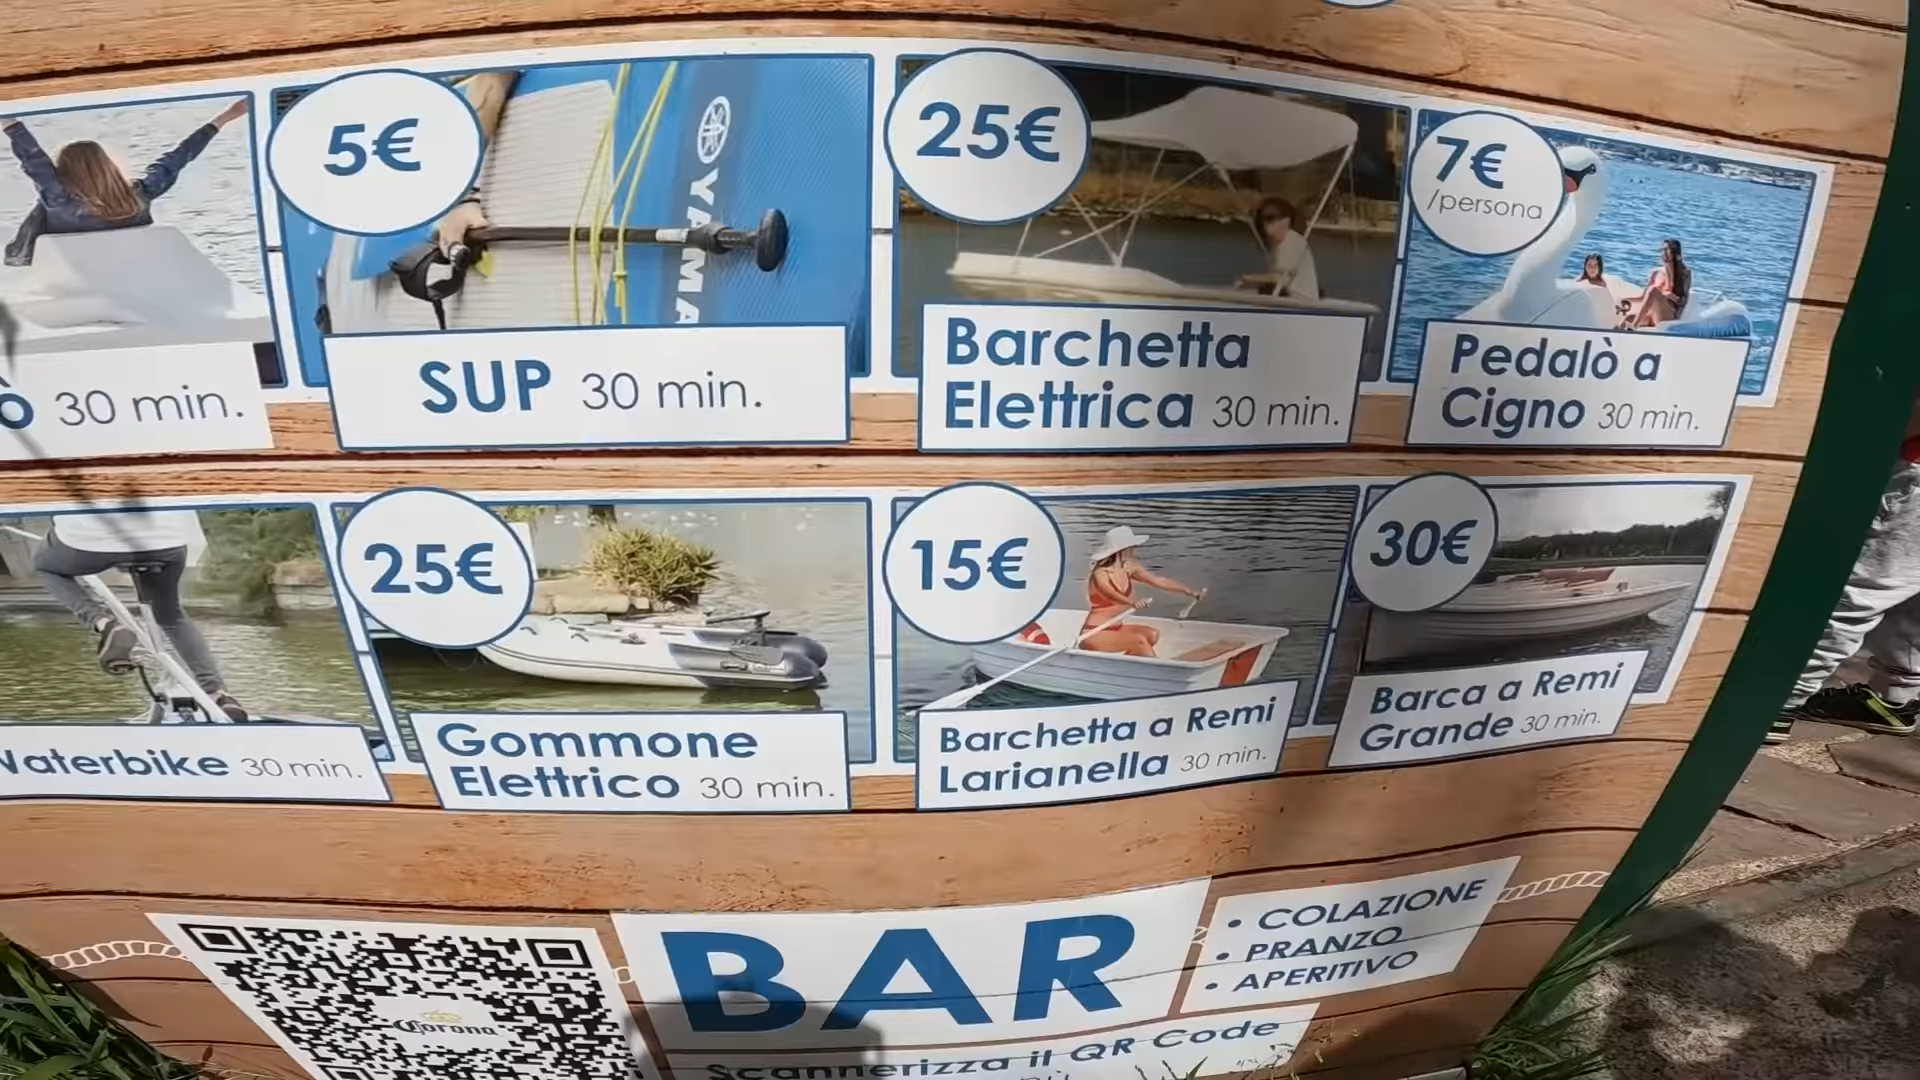 5€
25€
7€
/persona
YAMA
30 min.
SUP 30 min.
Barchetta
Elettrica 30 min.
Pedalò a
Cigno 30 min.
25€
15€
30€
Waterbike 30 min.
Gommone
Elettrico 30 min.
Barchetta a Remi
Larianella 30 min.
Barca a Remi
Grande 30 min.
Corona
BAR
• COLAZIONE
• PRANZO
• APERITIVO
Scannerizza il QR Code